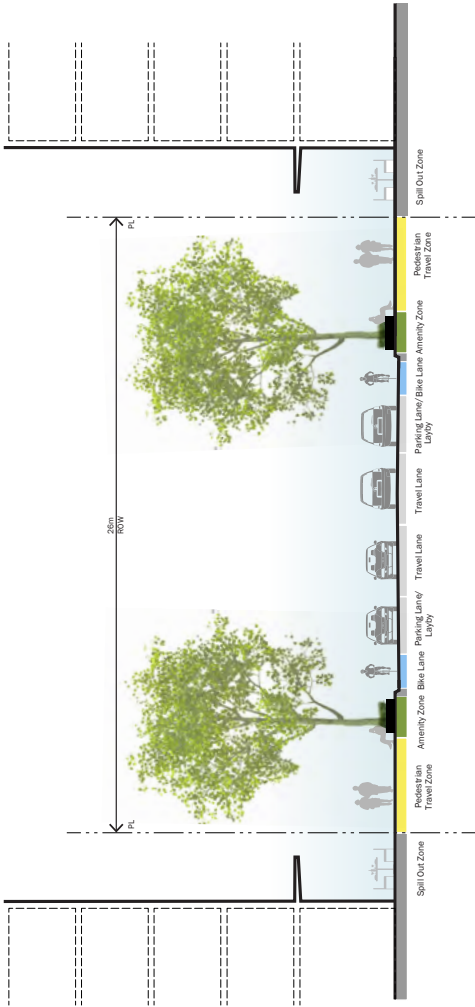 26m
ROW
PL
PL
Spill Out Zone
Pedestrian
Travel Zone
Amenity Zone
Bike Lane
Parking Lane/
Layby
Travel Lane
Travel Lane
Parking Lane/
Layby
Bike Lane
Amenity Zone
Pedestrian
Travel Zone
Spill Out Zone